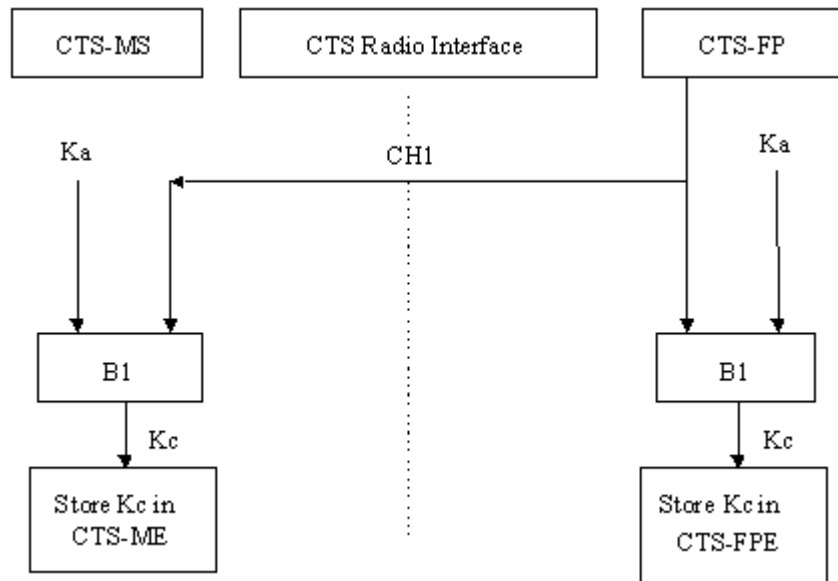 CTS-MS
CTS Radio Interface
CTS-FP
Ka
CH1
Ka
B1
B1
Kc
Kc
Store Kc in
CTS-ME
Store Kc in
CTS-FPE